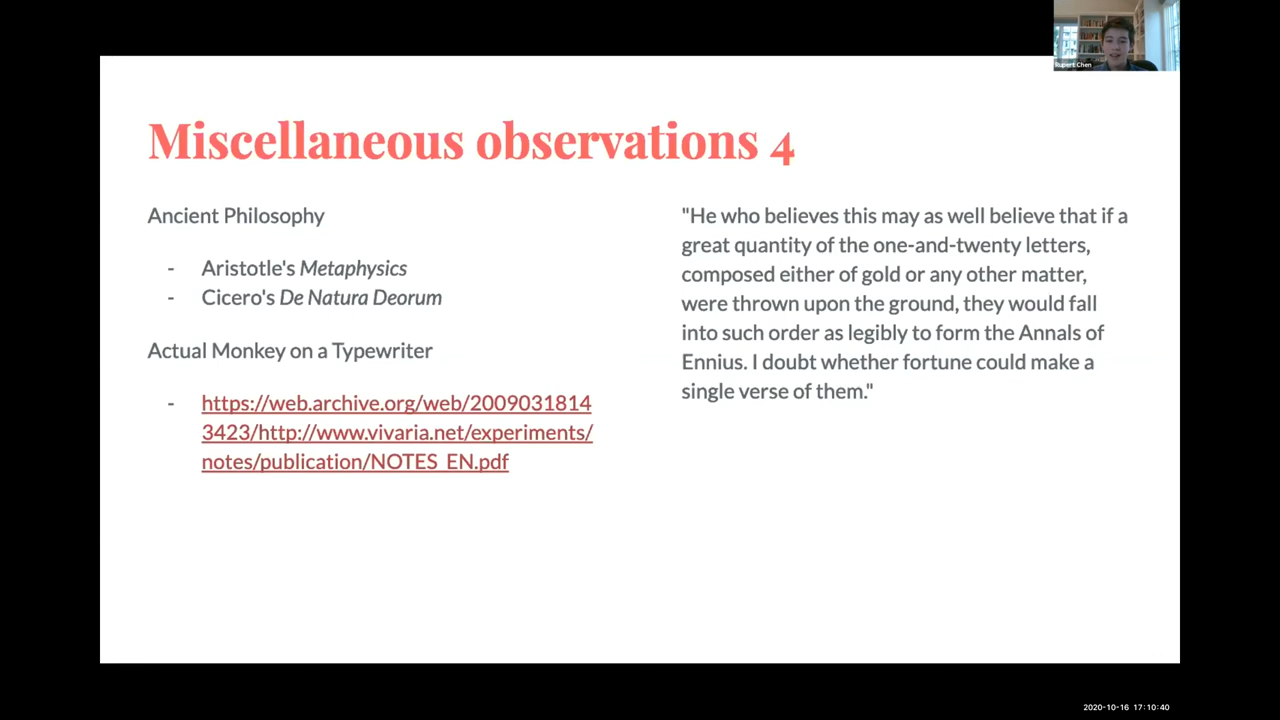 Rupert Chen
Miscellaneous observations 4
Ancient Philosophy
- Aristotle's Metaphysics
- Cicero's De Natura Deorum
Actual Monkey on a Typewriter
- https://web.archive.org/web/2009031814
3423/http://www.vivaria.net/experiments/
notes/publication/NOTES_EN.pdf
"He who believes this may as well believe that if a
great quantity of the one-and-twenty letters,
composed either of gold or any other matter,
were thrown upon the ground, they would fall
into such order as legibly to form the Annals of
Ennius. I doubt whether fortune could make a
single verse of them."
2020-10-16 17:10:40